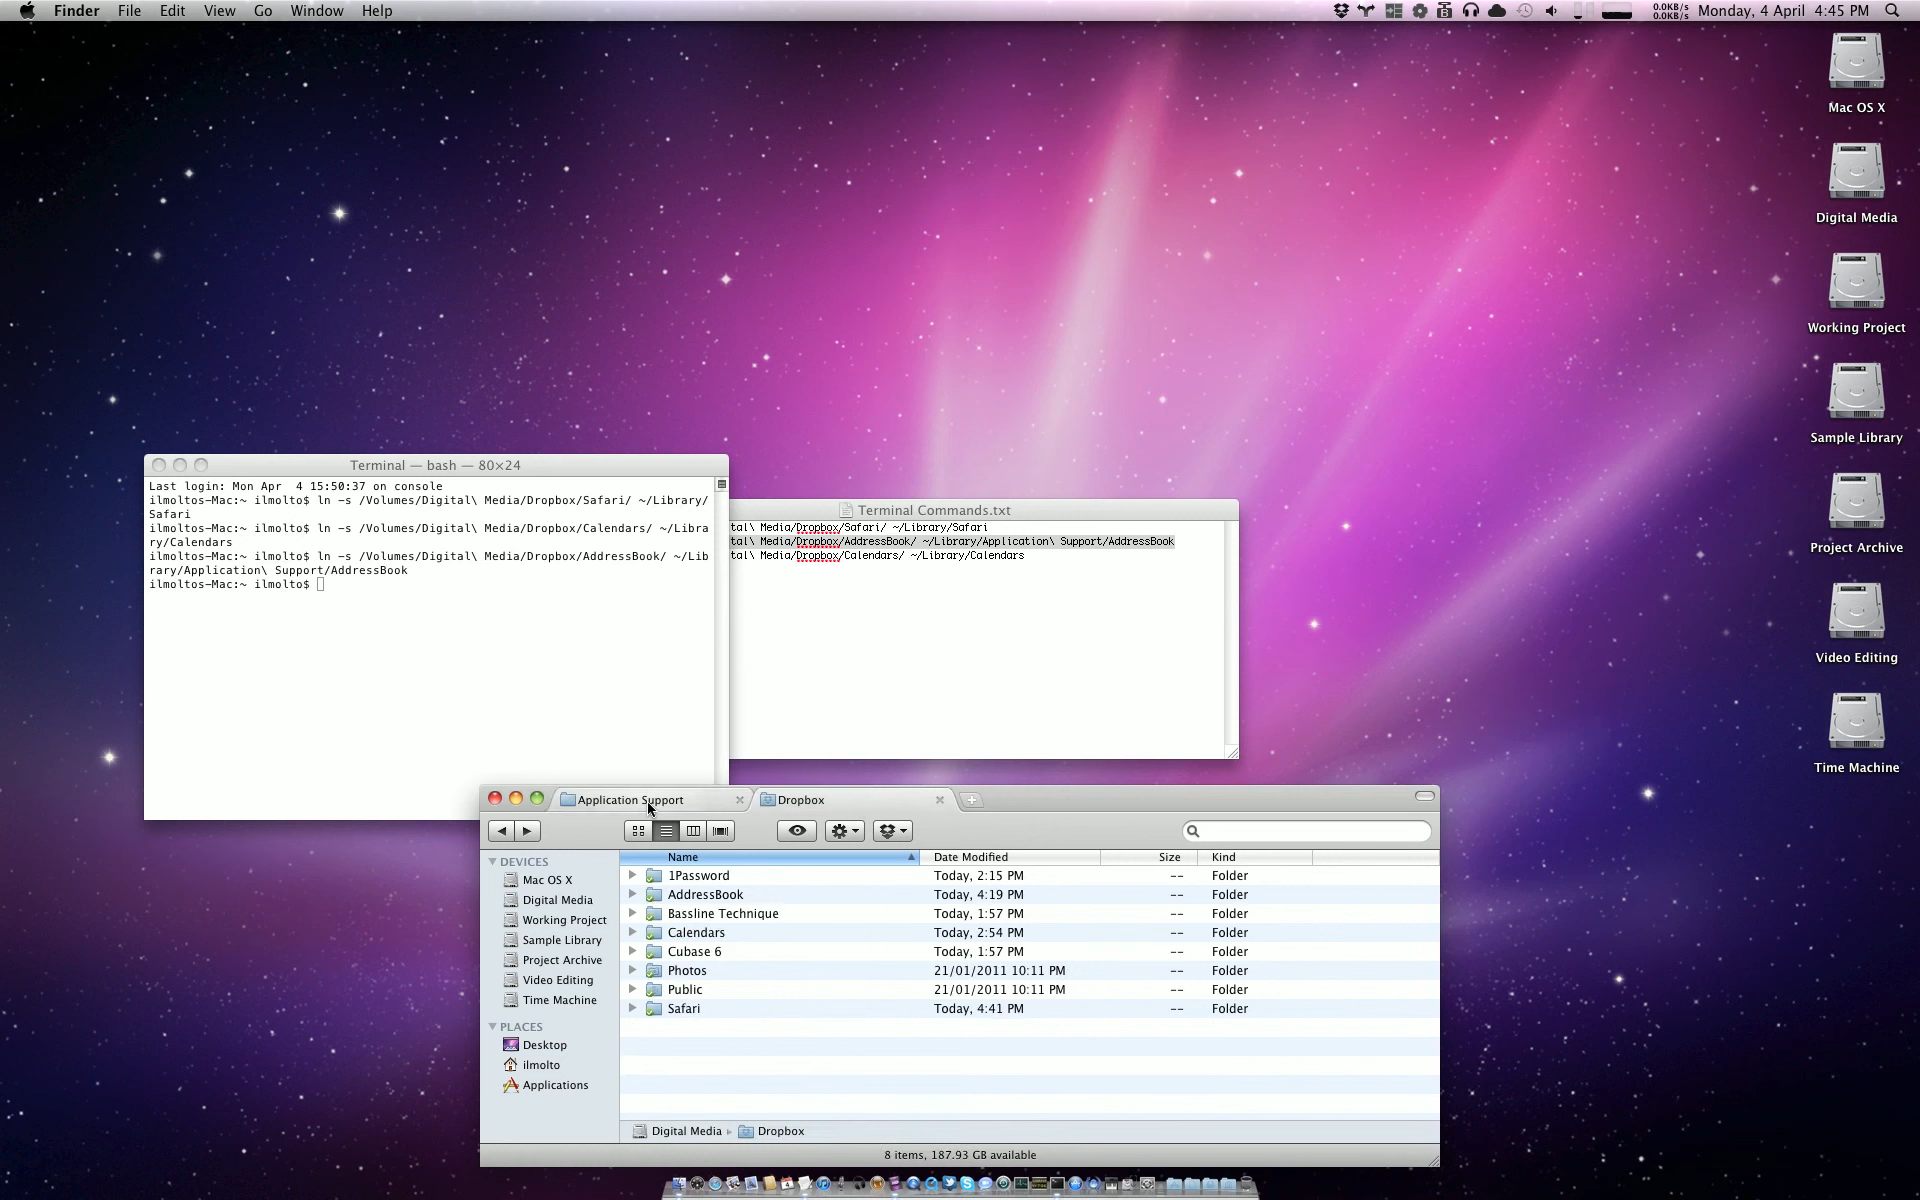 Finder File Edit View Go Window Help
0.0KB/s
0.0KB/s
Monday, 4 April 4:45 PM
Mac OS X
Digital Media
Working Project
Sample Library
Project Archive
Video Editing
Time Machine
Terminal — bash — 80×24
Last login: Mon Apr  4 15:50:37 on console
ilmoltos-Mac:~ ilmolto$ ln -s /Volumes/Digital\ Media/Dropbox/Safari/ ~/Library/
Safari
ilmoltos-Mac:~ ilmolto$ ln -s /Volumes/Digital\ Media/Dropbox/Calendars/ ~/Libra
ry/Calendars
ilmoltos-Mac:~ ilmolto$ ln -s /Volumes/Digital\ Media/Dropbox/AddressBook/ ~/Lib
rary/Application\ Support/AddressBook
ilmoltos-Mac:~ ilmolto$
Terminal Commands.txt
tal\ Media/Dropbox/Safari/ ~/Library/Safari
tal\ Media/Dropbox/AddressBook/ ~/Library/Application\ Support/AddressBook
tal\ Media/Dropbox/Calendars/ ~/Library/Calendars
Application Support
Dropbox
DEVICES
Mac OS X
Digital Media
Working Project
Sample Library
Project Archive
Video Editing
Time Machine
PLACES
Desktop
ilmolto
Applications
Name Date Modified Size Kind
1Password Today, 2:15 PM -- Folder
AddressBook Today, 4:19 PM -- Folder
Bassline Technique Today, 1:57 PM -- Folder
Calendars Today, 2:54 PM -- Folder
Cubase 6 Today, 1:57 PM -- Folder
Photos 21/01/2011 10:11 PM -- Folder
Public 21/01/2011 10:11 PM -- Folder
Safari Today, 4:41 PM -- Folder
Digital Media Dropbox
8 items, 187.93 GB available